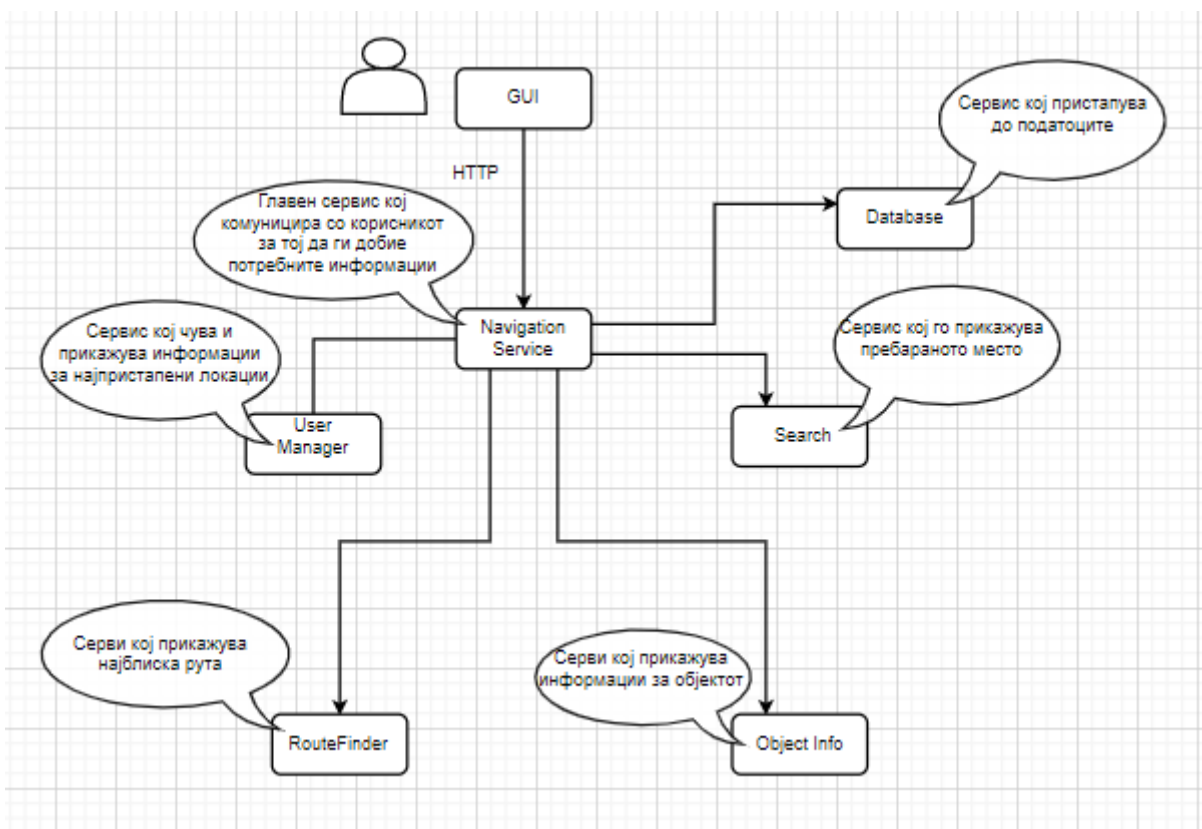 GUI
Сервис кој пристапува
до податоците
HTTP
Главен сервис кој
комуницира со корисникот
за тој да ги добие
потребните информации
Database
Сервис кој чува и
прикажува информации
за најпристапени локации
Navigation
Service
Сервис кој го прикажува
пребараното место
User
Manager
Search
Серви кој прикажува
најблиска рута
Серви кој прикажува
информации за објектот
RouteFinder
Object Info